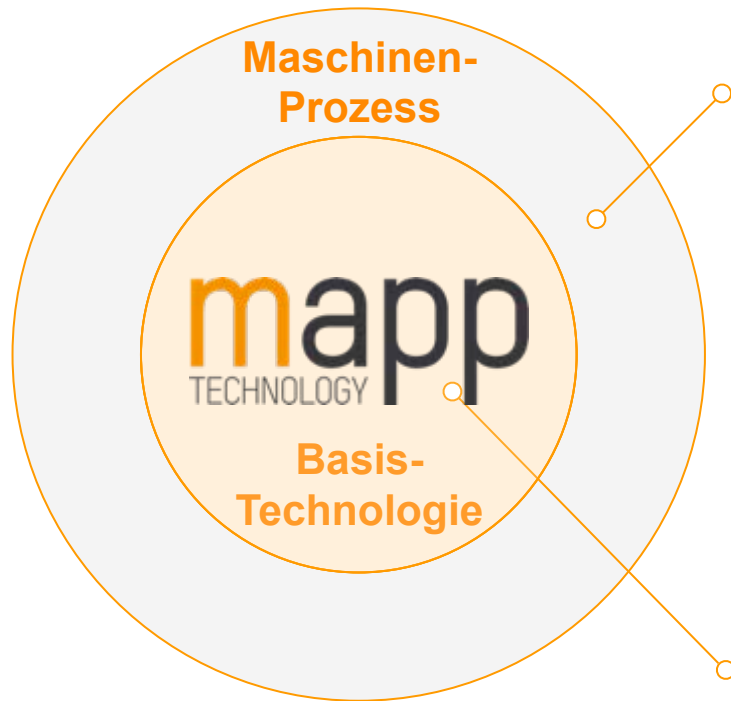 Maschinen-
Prozess
mapp
TECHNOLOGY
Basis-
Technologie